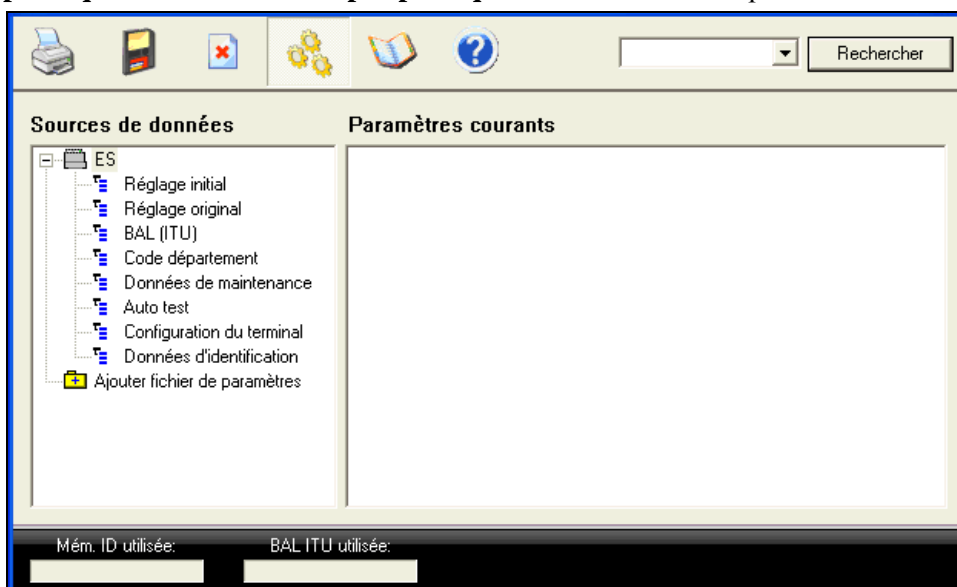 Rechercher
Sources de données
Paramètres courants
ES
Réglage initial
Réglage original
BAL (ITU)
Code département
Données de maintenance
Auto test
Configuration du terminal
Données d'identification
Ajouter fichier de paramètres
Mém. ID utilisée:
BAL ITU utilisée: